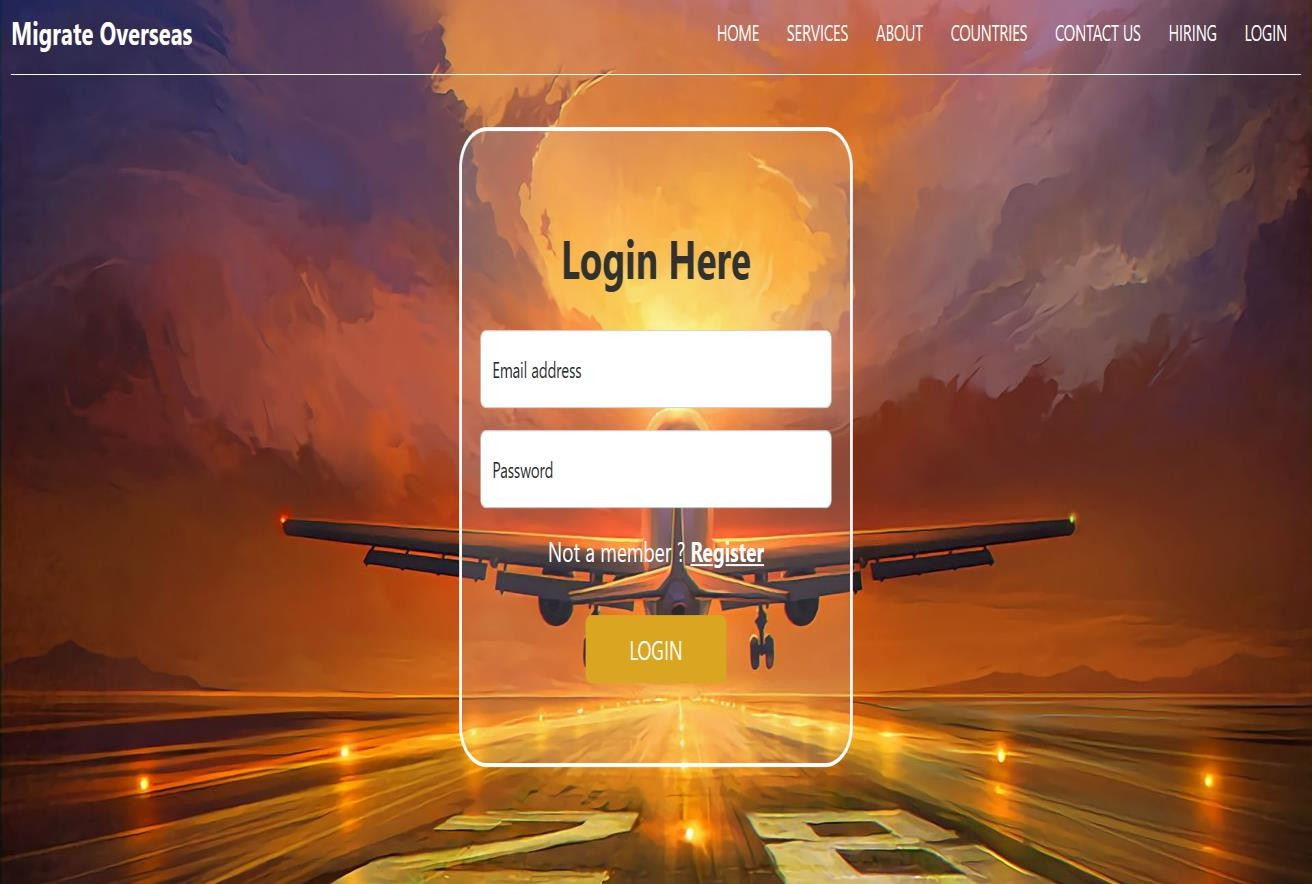 Migrate Overseas
HOME SERVICES ABOUT COUNTRIES CONTACT US HIRING LOGIN
Login Here
Email address
Password
Not a member ? Register
LOGIN